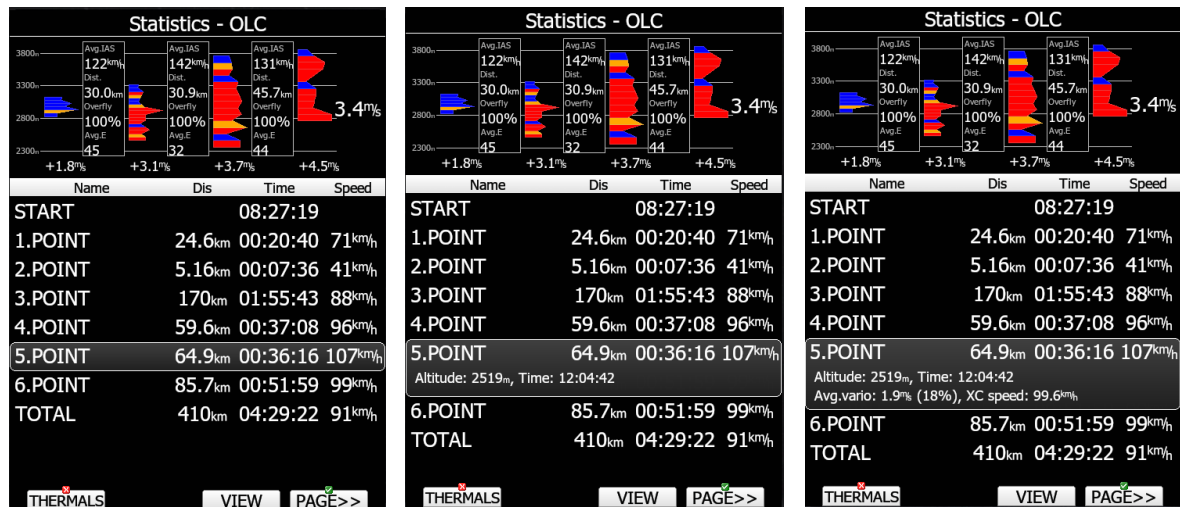 Statistics - OLC
3800m
3300m
2800m
2300m
Avg.IAS Avg.IAS Avg.IAS
122km/h 142km/h 131km/h
Dist. Dist. Dist.
30.0km 30.9km 45.7km
Overfly Overfly Overfly
100% 100% 100%
Avg.E Avg.E Avg.E
45 32 44
3.4m/s
+1.8m/s +3.1m/s +3.7m/s +4.5m/s
Name Dis Time Speed
START 08:27:19
1.POINT 24.6km 00:20:40 71km/h
2.POINT 5.16km 00:07:36 41km/h
3.POINT 170km 01:55:43 88km/h
4.POINT 59.6km 00:37:08 96km/h
5.POINT 64.9km 00:36:16 107km/h
6.POINT 85.7km 00:51:59 99km/h
TOTAL 410km 04:29:22 91km/h
THERMALS VIEW PAGE>>
Statistics - OLC
3800m
3300m
2800m
2300m
Avg.IAS Avg.IAS Avg.IAS
122km/h 142km/h 131km/h
Dist. Dist. Dist.
30.0km 30.9km 45.7km
Overfly Overfly Overfly
100% 100% 100%
Avg.E Avg.E Avg.E
45 32 44
3.4m/s
+1.8m/s +3.1m/s +3.7m/s +4.5m/s
Name Dis Time Speed
START 08:27:19
1.POINT 24.6km 00:20:40 71km/h
2.POINT 5.16km 00:07:36 41km/h
3.POINT 170km 01:55:43 88km/h
4.POINT 59.6km 00:37:08 96km/h
5.POINT 64.9km 00:36:16 107km/h
Altitude: 2519m, Time: 12:04:42
6.POINT 85.7km 00:51:59 99km/h
TOTAL 410km 04:29:22 91km/h
THERMALS VIEW PAGE>>
Statistics - OLC
3800m
3300m
2800m
2300m
Avg.IAS Avg.IAS Avg.IAS
122km/h 142km/h 131km/h
Dist. Dist. Dist.
30.0km 30.9km 45.7km
Overfly Overfly Overfly
100% 100% 100%
Avg.E Avg.E Avg.E
45 32 44
3.4m/s
+1.8m/s +3.1m/s +3.7m/s +4.5m/s
Name Dis Time Speed
START 08:27:19
1.POINT 24.6km 00:20:40 71km/h
2.POINT 5.16km 00:07:36 41km/h
3.POINT 170km 01:55:43 88km/h
4.POINT 59.6km 00:37:08 96km/h
5.POINT 64.9km 00:36:16 107km/h
Altitude: 2519m, Time: 12:04:42
Avg.vario: 1.9m/s (18%), XC speed: 99.6km/h
6.POINT 85.7km 00:51:59 99km/h
TOTAL 410km 04:29:22 91km/h
THERMALS VIEW PAGE>>